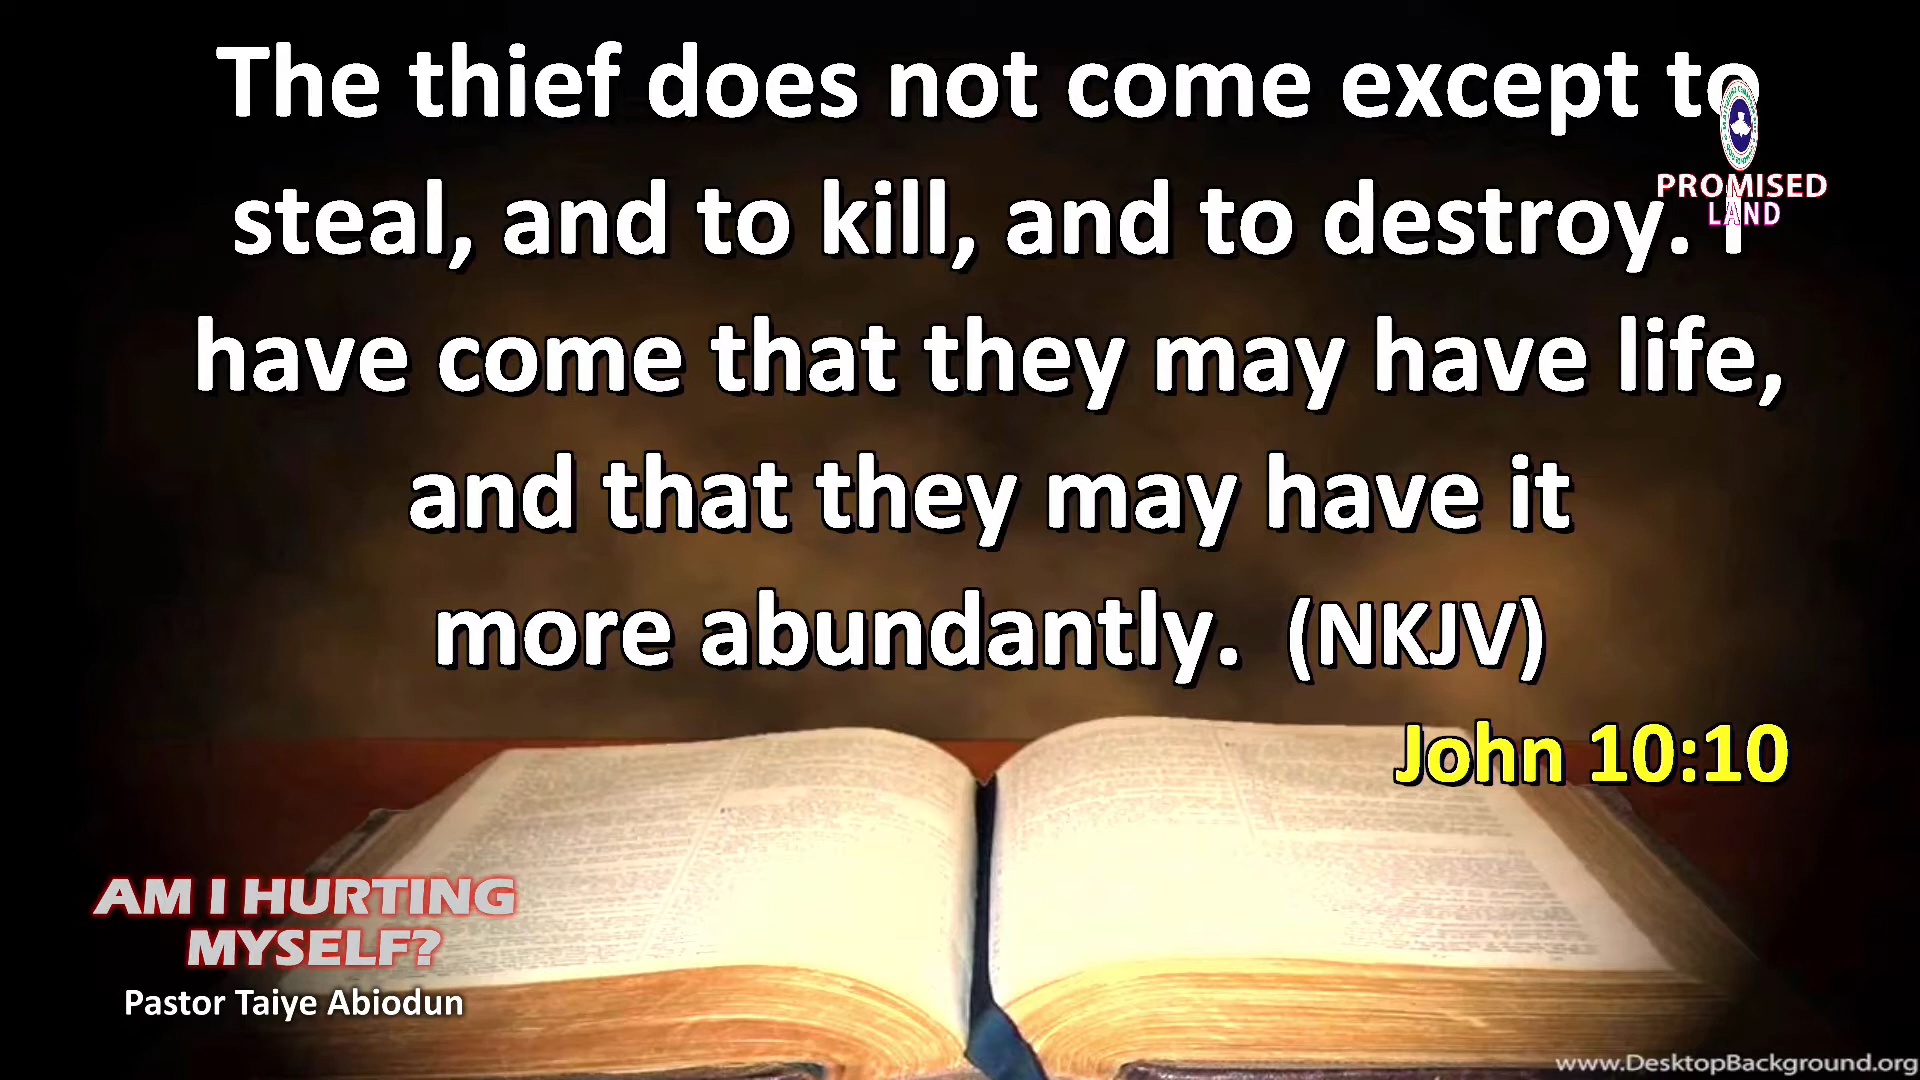 The thief does not come except to
steal, and to kill, and to destroy. I
have come that they may have life,
and that they may have it
more abundantly. (NKJV)
John 10:10
PROMISED
LAND
AM I HURTING
MYSELF?
Pastor Taiye Abiodun
www.DesktopBackground.org